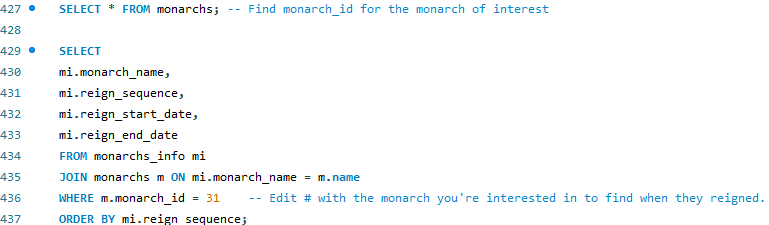 427 SELECT * FROM monarchs; -- Find monarch_id for the monarch of interest
428
429 SELECT
430 mi.monarch_name,
431 mi.reign_sequence,
432 mi.reign_start_date,
433 mi.reign_end_date
434 FROM monarchs_info mi
435 JOIN monarchs m ON mi.monarch_name = m.name
436 WHERE m.monarch_id = 31 -- Edit # with the monarch you're interested in to find when they reigned.
437 ORDER BY mi.reign_sequence;